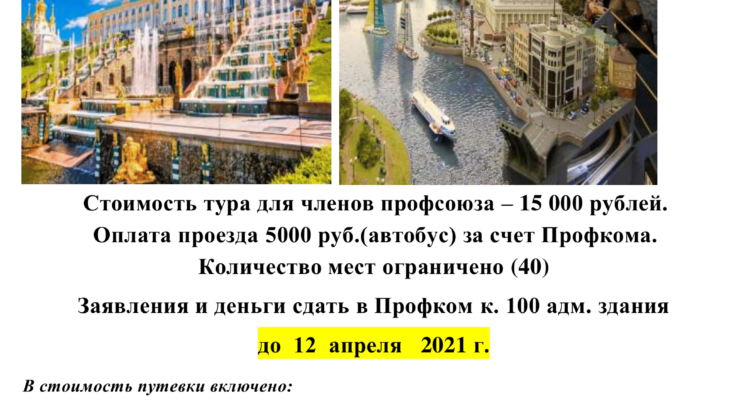 Стоимость тура для членов профсоюза – 15 000 рублей.
Оплата проезда 5000 руб.(автобус) за счет Профкома.
Количество мест ограничено (40)
Заявления и деньги сдать в Профком к. 100 адм. здания
до 12 апреля 2021 г.
В стоимость путевки включено: